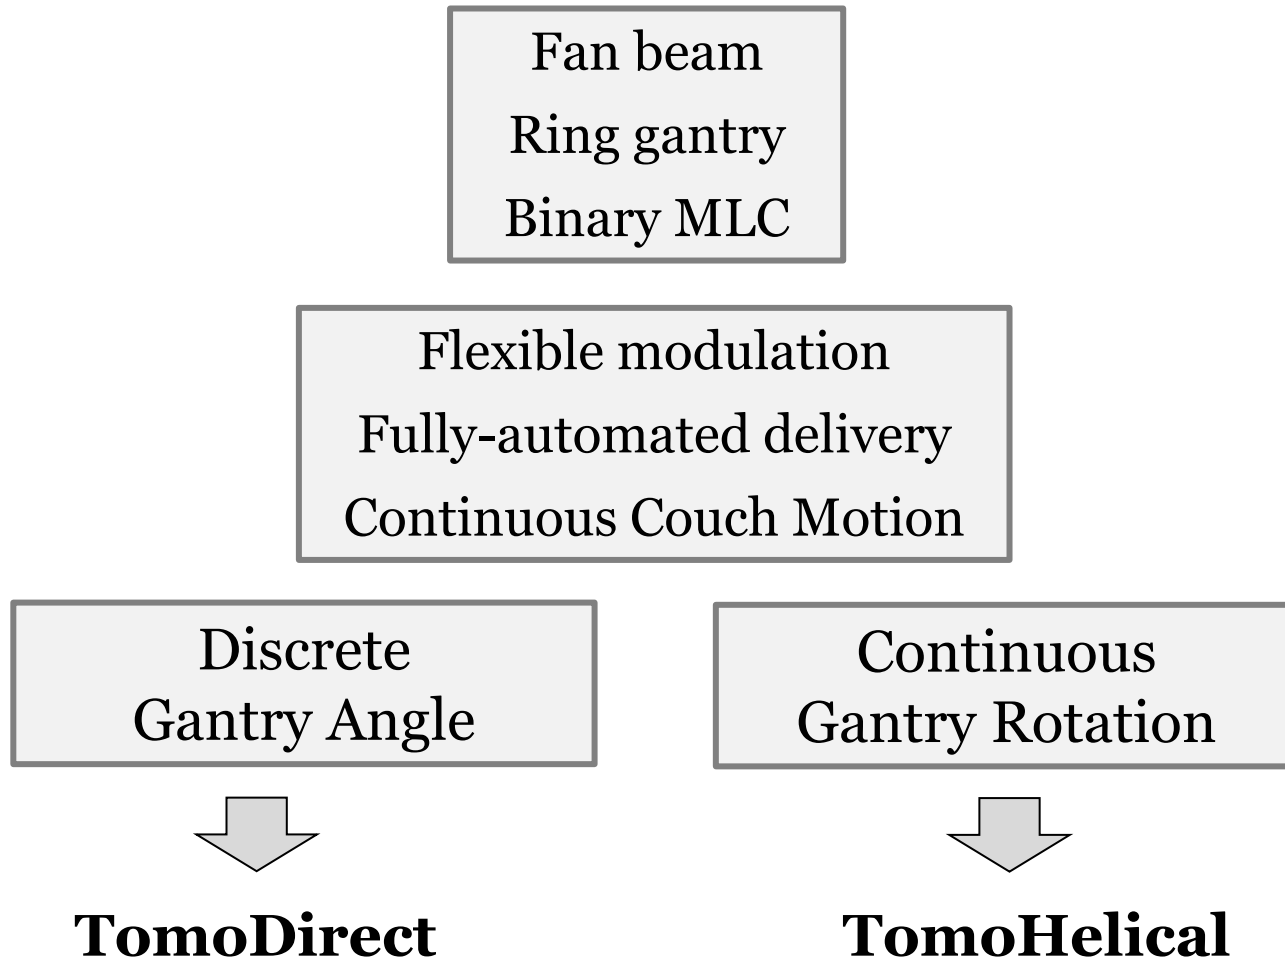 Fan beam
Ring gantry
Binary MLC
Flexible modulation
Fully-automated delivery
Continuous Couch Motion
Discrete
Gantry Angle
Continuous
Gantry Rotation
TomoDirect
TomoHelical